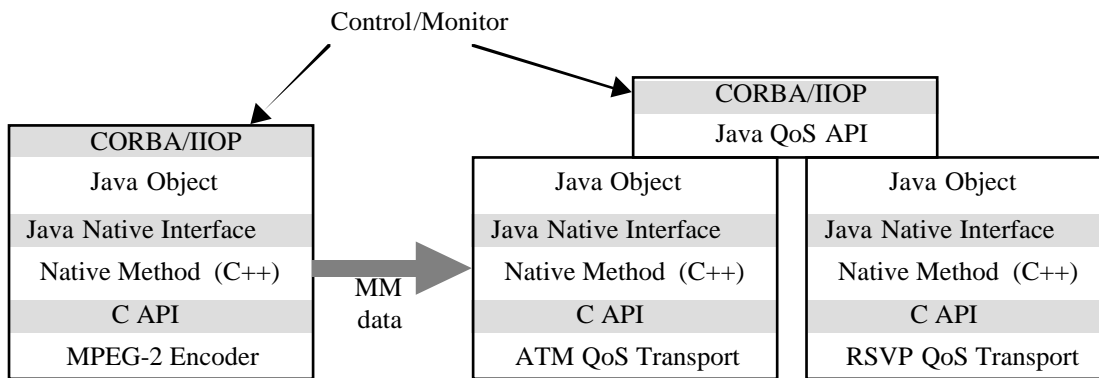 Control/Monitor
CORBA/IIOP
Java QoS API
CORBA/IIOP
Java Object
Java Native Interface
Native Method (C++)
C API
MPEG-2 Encoder
MM
data
Java Object
Java Native Interface
Native Method (C++)
C API
ATM QoS Transport
Java Object
Java Native Interface
Native Method (C++)
C API
RSVP QoS Transport